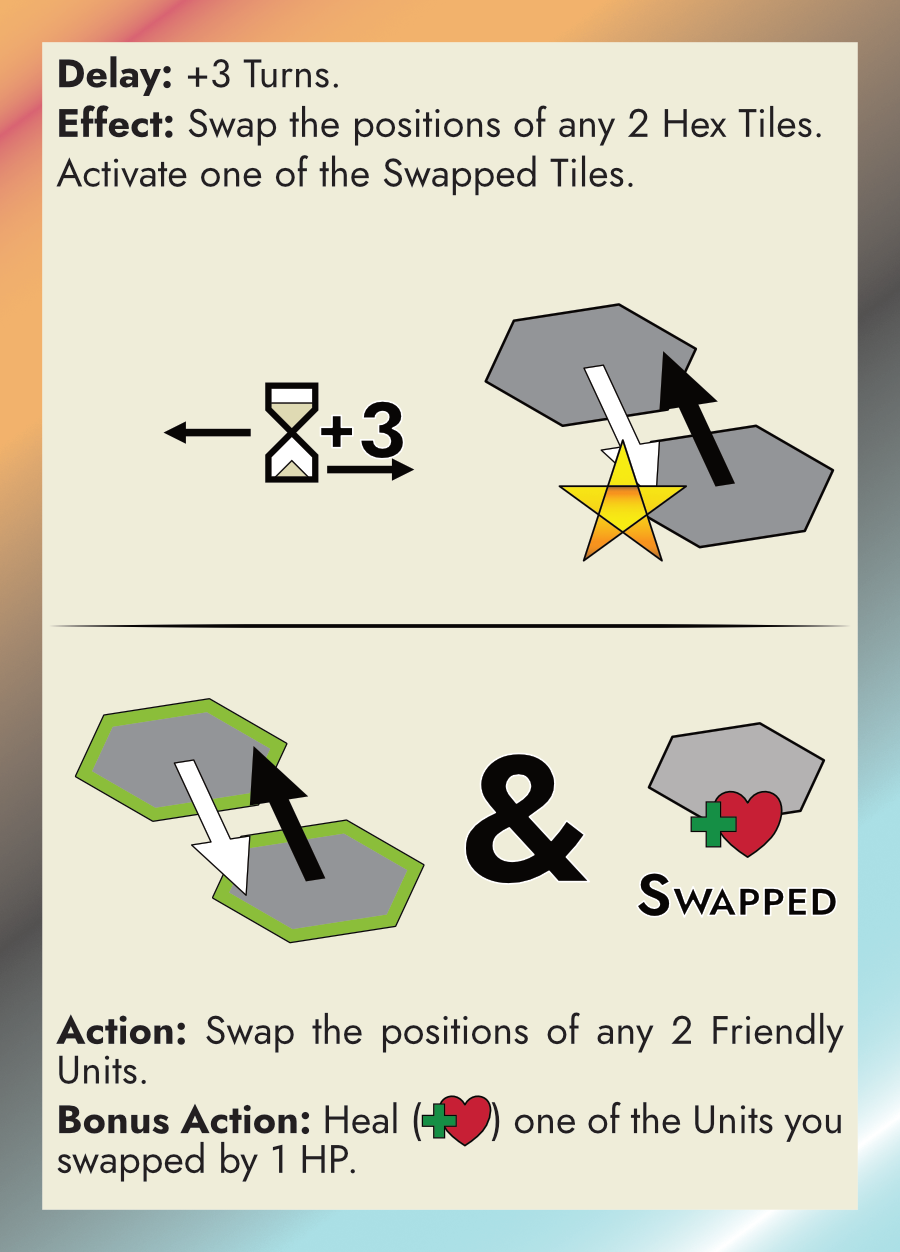 Delay: +3 Turns.
Effect: Swap the positions of any 2 Hex Tiles.
Activate one of the Swapped Tiles.
+3
&
Swapped
Action: Swap the positions of any 2 Friendly
Units.
Bonus Action: Heal () one of the Units you
swapped by 1 HP.